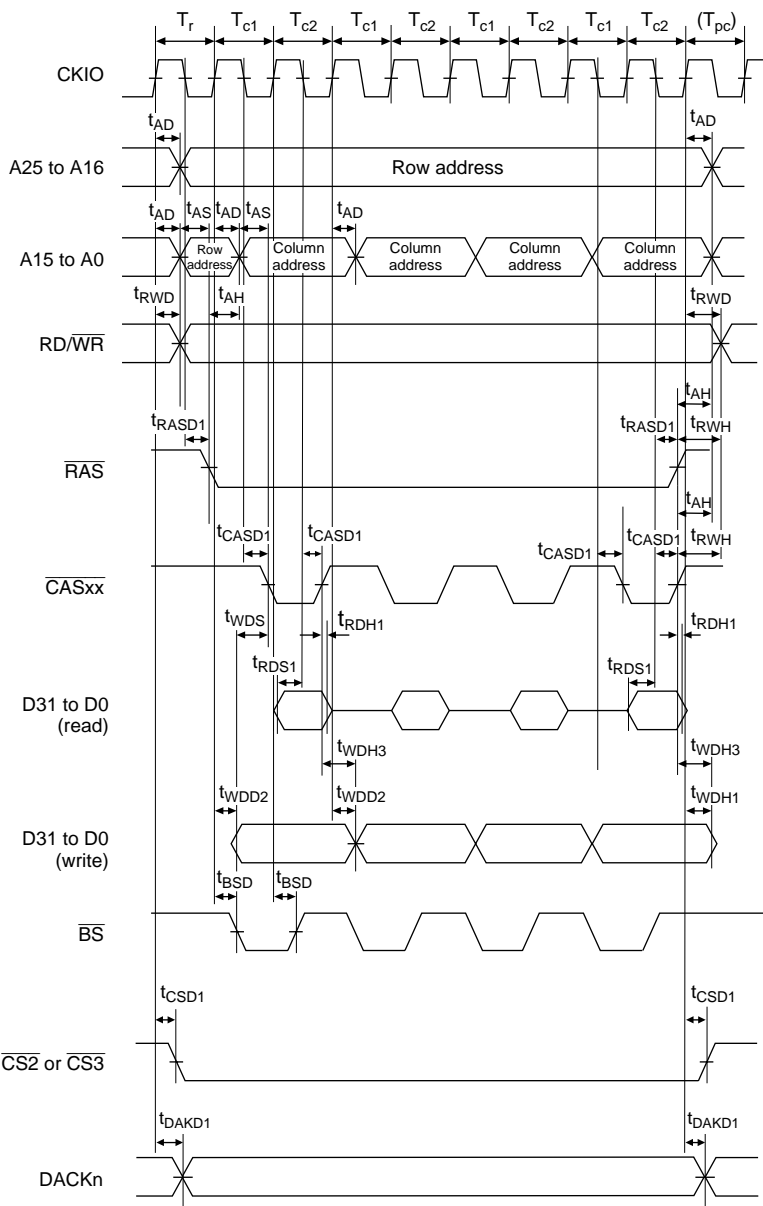 Tr Tc1 Tc2 Tc1 Tc2 Tc1 Tc2 Tc1 Tc2 (Tpc)
CKIO
tAD tAD
A25 to A16 Row address
tAD tAS tAD tAS tAD
A15 to A0 Row address Column address Column address Column address Column address
tRWD tAH tRWD
RD/WR
tAH
tRASD1 tRASD1 tRWH
RAS
tAH
tCASD1 tCASD1 tCASD1 tCASD1 tRWH
CASxx
tWDS tRDH1 tRDH1
tRDS1 tRDS1
D31 to D0
(read)
tWDH3 tWDH3
tWDD2 tWDD2 tWDH1
D31 to D0
(write)
tBSD tBSD
BS
tCSD1 tCSD1
CS2 or CS3
tDAKD1 tDAKD1
DACKn